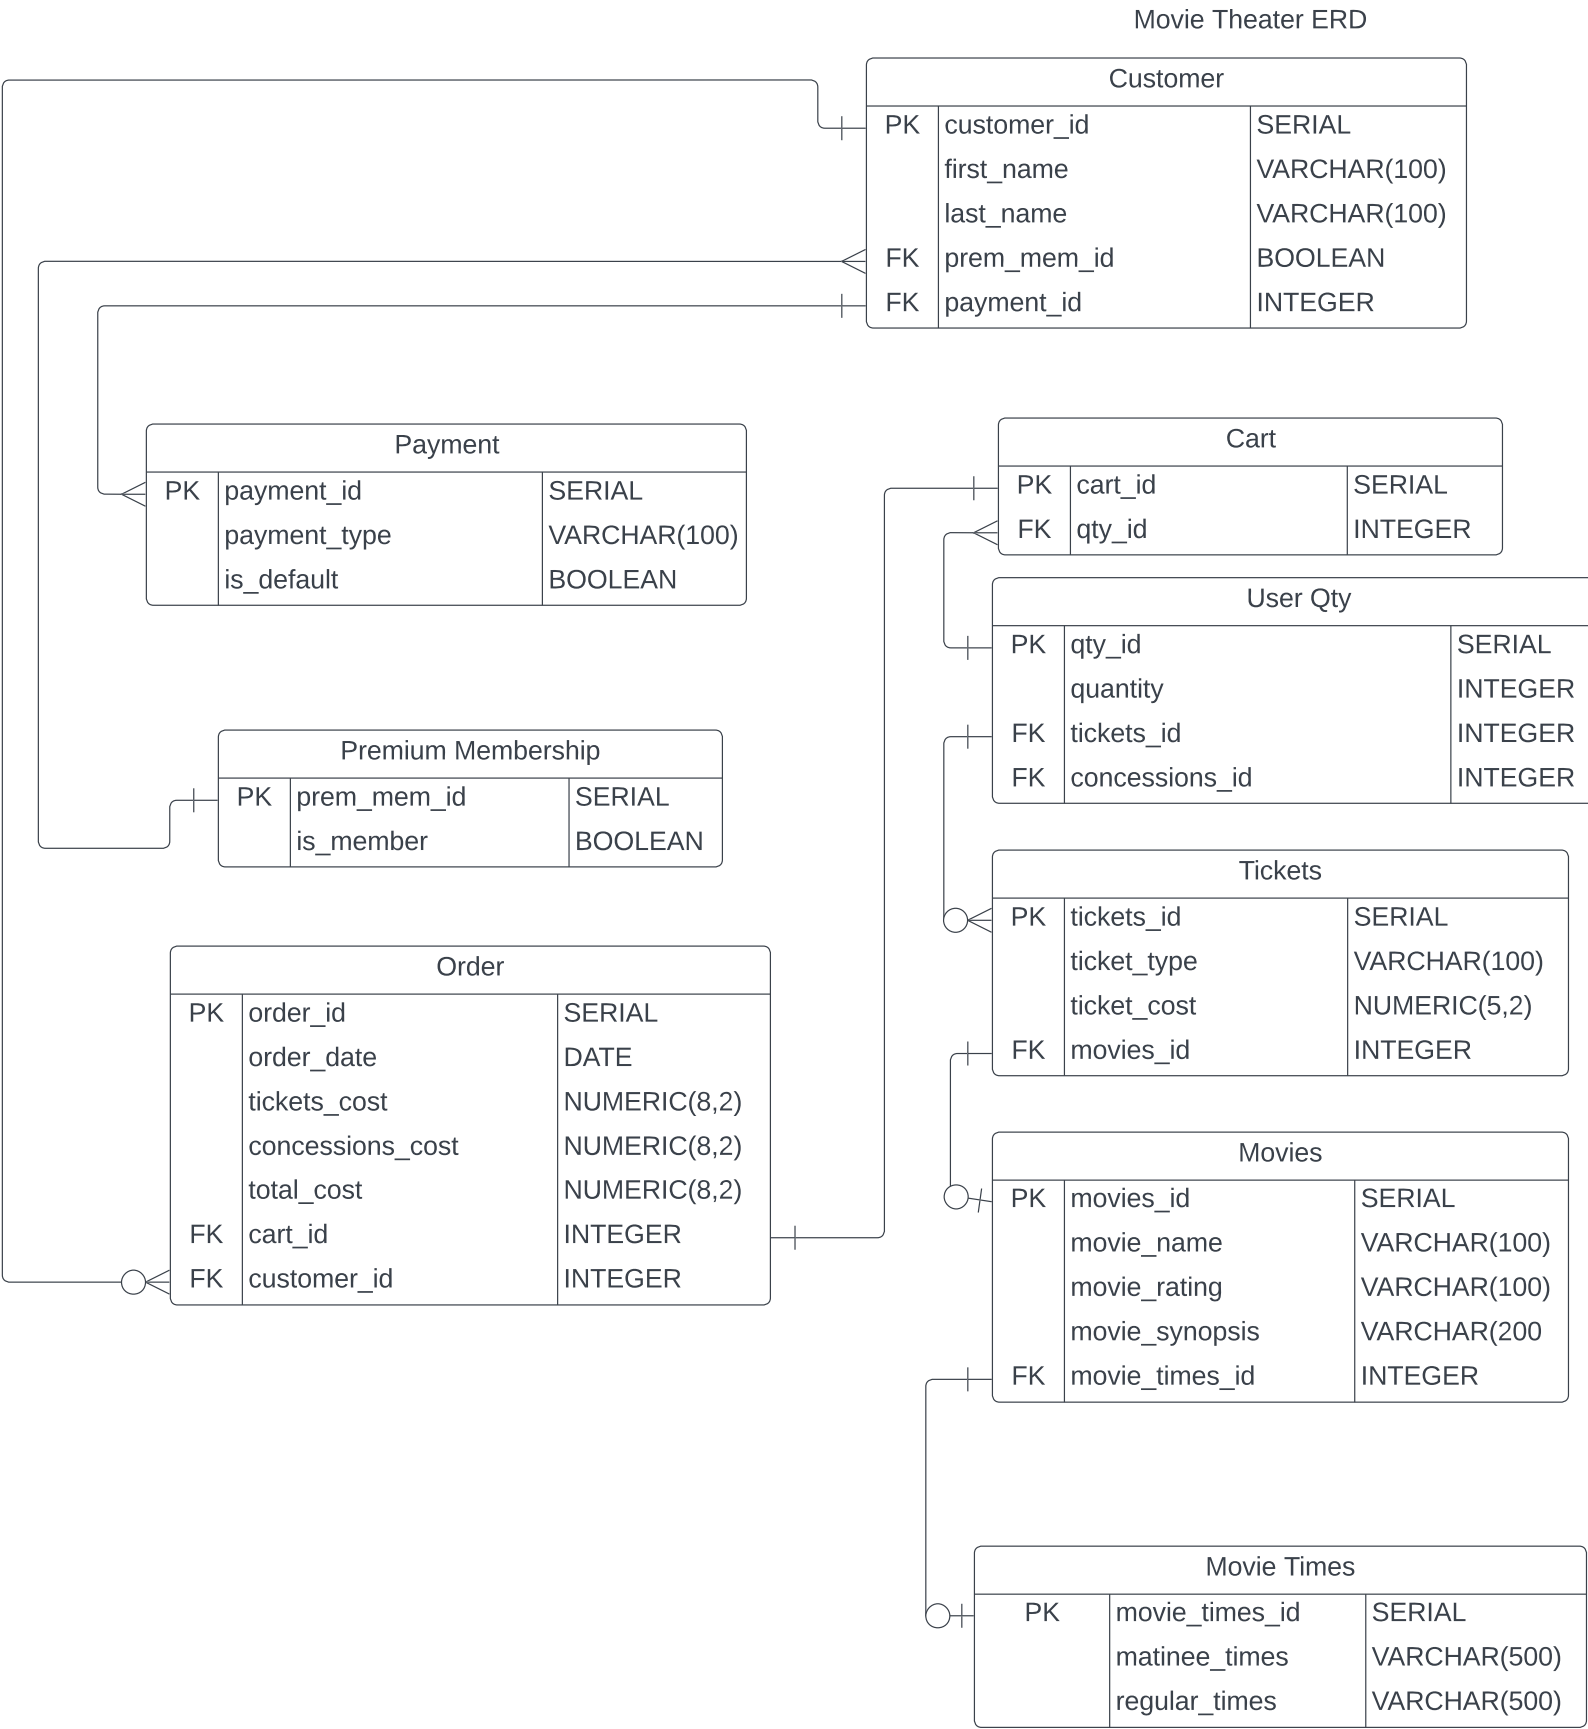 Movie Theater ERD
Customer
PK customer_id SERIAL
first_name VARCHAR(100)
last_name VARCHAR(100)
FK prem_mem_id BOOLEAN
FK payment_id INTEGER
Payment
PK payment_id SERIAL
payment_type VARCHAR(100)
is_default BOOLEAN
Cart
PK cart_id SERIAL
FK qty_id INTEGER
User Qty
PK qty_id SERIAL
quantity INTEGER
FK tickets_id INTEGER
FK concessions_id INTEGER
Premium Membership
PK prem_mem_id SERIAL
is_member BOOLEAN
Tickets
PK tickets_id SERIAL
ticket_type VARCHAR(100)
ticket_cost NUMERIC(5,2)
FK movies_id INTEGER
Order
PK order_id SERIAL
order_date DATE
tickets_cost NUMERIC(8,2)
concessions_cost NUMERIC(8,2)
total_cost NUMERIC(8,2)
FK cart_id INTEGER
FK customer_id INTEGER
Movies
PK movies_id SERIAL
movie_name VARCHAR(100)
movie_rating VARCHAR(100)
movie_synopsis VARCHAR(200
FK movie_times_id INTEGER
Movie Times
PK movie_times_id SERIAL
matinee_times VARCHAR(500)
regular_times VARCHAR(500)